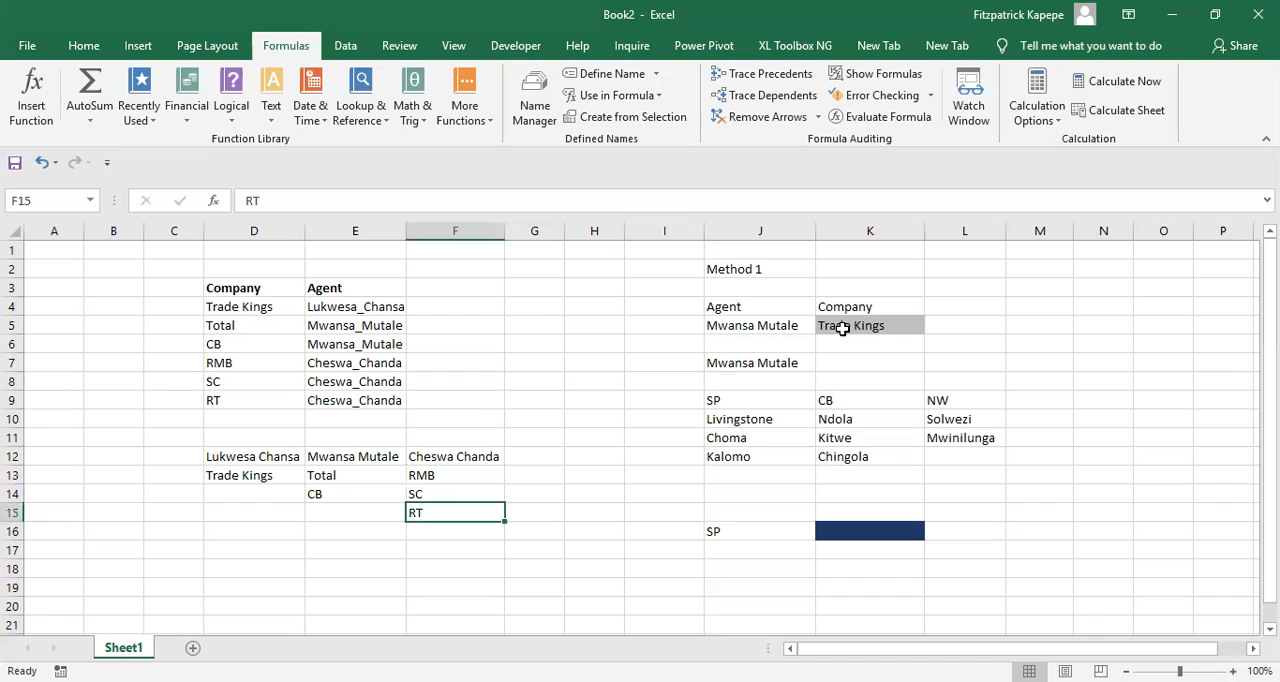 Book2 - Excel
Fitzpatrick Kapepe
File Home Insert Page Layout Formulas Data Review View Developer Help Inquire Power Pivot XL Toolbox NG New Tab New Tab Tell me what you want to do Share
Insert Function
AutoSum
Recently Used
Financial
Logical
Text
Date & Time
Lookup & Reference
Math & Trig
More Functions
Function Library
Name Manager
Define Name
Use in Formula
Create from Selection
Defined Names
Trace Precedents
Trace Dependents
Remove Arrows
Show Formulas
Error Checking
Evaluate Formula
Watch Window
Formula Auditing
Calculation Options
Calculate Now
Calculate Sheet
Calculation
F15 fx RT
A B C D E F G H I J K L M N O P
1
2 Method 1
3 Company Agent
4 Trade Kings Lukwesa_Chansa Agent Company
5 Total Mwansa_Mutale Mwansa Mutale Trade Kings
6 CB Mwansa_Mutale
7 RMB Cheswa_Chanda Mwansa Mutale
8 SC Cheswa_Chanda
9 RT Cheswa_Chanda SP CB NW
10 Livingstone Ndola Solwezi
11 Choma Kitwe Mwinilunga
12 Lukwesa Chansa Mwansa Mutale Cheswa Chanda Kalomo Chingola
13 Trade Kings Total RMB
14 CB SC
15 RT
16 SP
17
18
19
20
21
Sheet1
Ready 100%